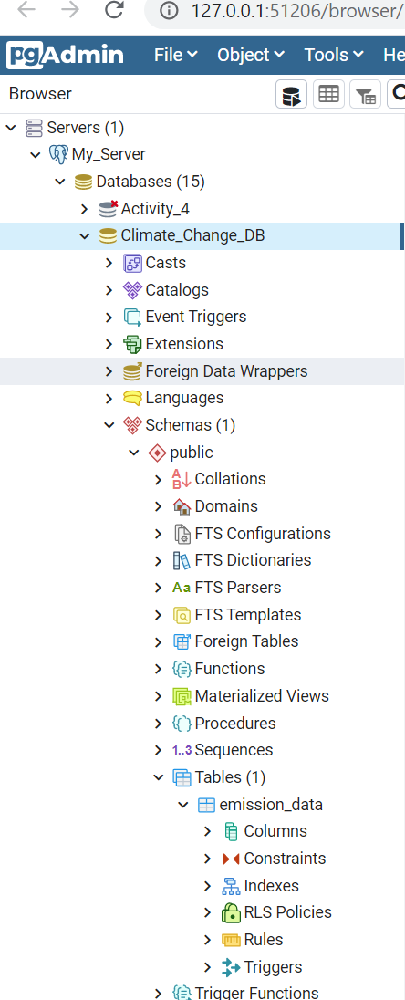 127.0.0.1:51206/browser/
pgAdmin File Object Tools He
Browser
Servers (1)
My_Server
Databases (15)
Activity_4
Climate_Change_DB
Casts
Catalogs
Event Triggers
Extensions
Foreign Data Wrappers
Languages
Schemas (1)
public
Collations
Domains
FTS Configurations
FTS Dictionaries
Aa FTS Parsers
FTS Templates
Foreign Tables
Functions
Materialized Views
Procedures
1..3 Sequences
Tables (1)
emission_data
Columns
Constraints
Indexes
RLS Policies
Rules
Triggers
Trigger Functions